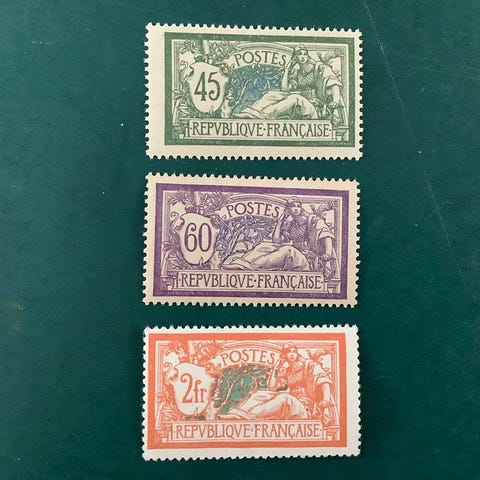 POSTES
45
REPVBLIQVE·FRANÇAISE
POSTES
60
REPVBLIQVE·FRANÇAISE
POSTES
2fr
REPVBLIQVE·FRANÇAISE